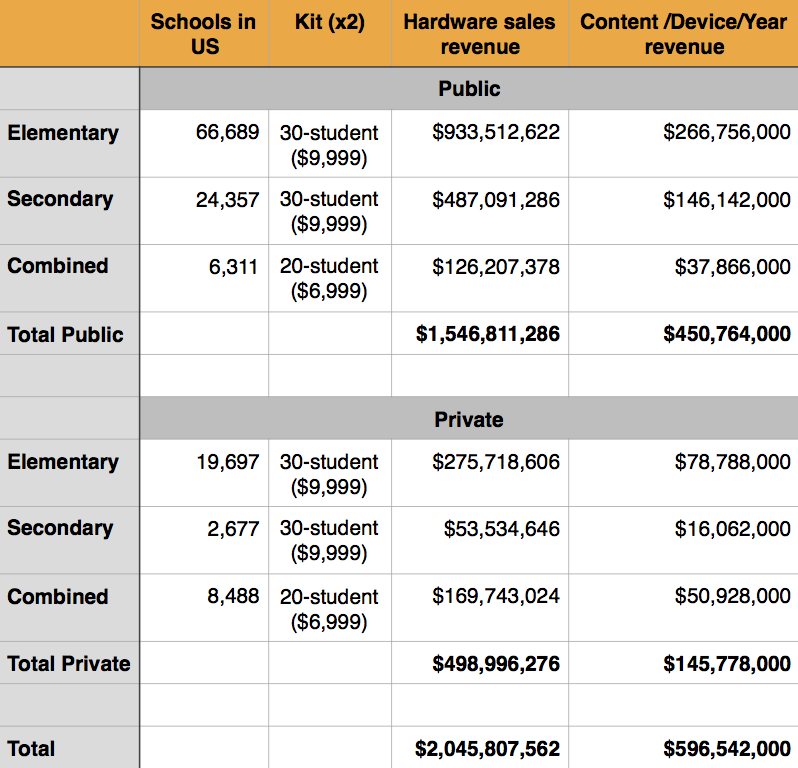 Schools in US Kit (x2) Hardware sales revenue Content /Device/Year revenue
Public
Elementary 66,689 30-student ($9,999) $933,512,622 $266,756,000
Secondary 24,357 30-student ($9,999) $487,091,286 $146,142,000
Combined 6,311 20-student ($6,999) $126,207,378 $37,866,000
Total Public $1,546,811,286 $450,764,000
Private
Elementary 19,697 30-student ($9,999) $275,718,606 $78,788,000
Secondary 2,677 30-student ($9,999) $53,534,646 $16,062,000
Combined 8,488 20-student ($6,999) $169,743,024 $50,928,000
Total Private $498,996,276 $145,778,000
Total $2,045,807,562 $596,542,000